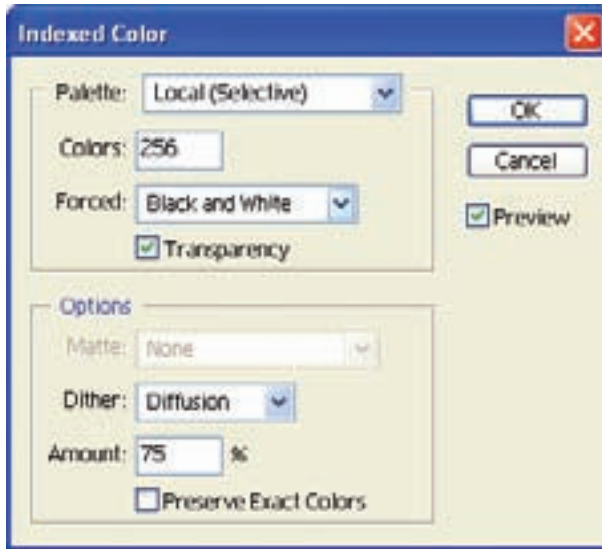 Indexed Color
Palette: Local (Selective)
Colors: 256
Forced: Black and White
Transparency
OK
Cancel
Preview
Options
Matte: None
Dither: Diffusion
Amount: 75 %
Preserve Exact Colors